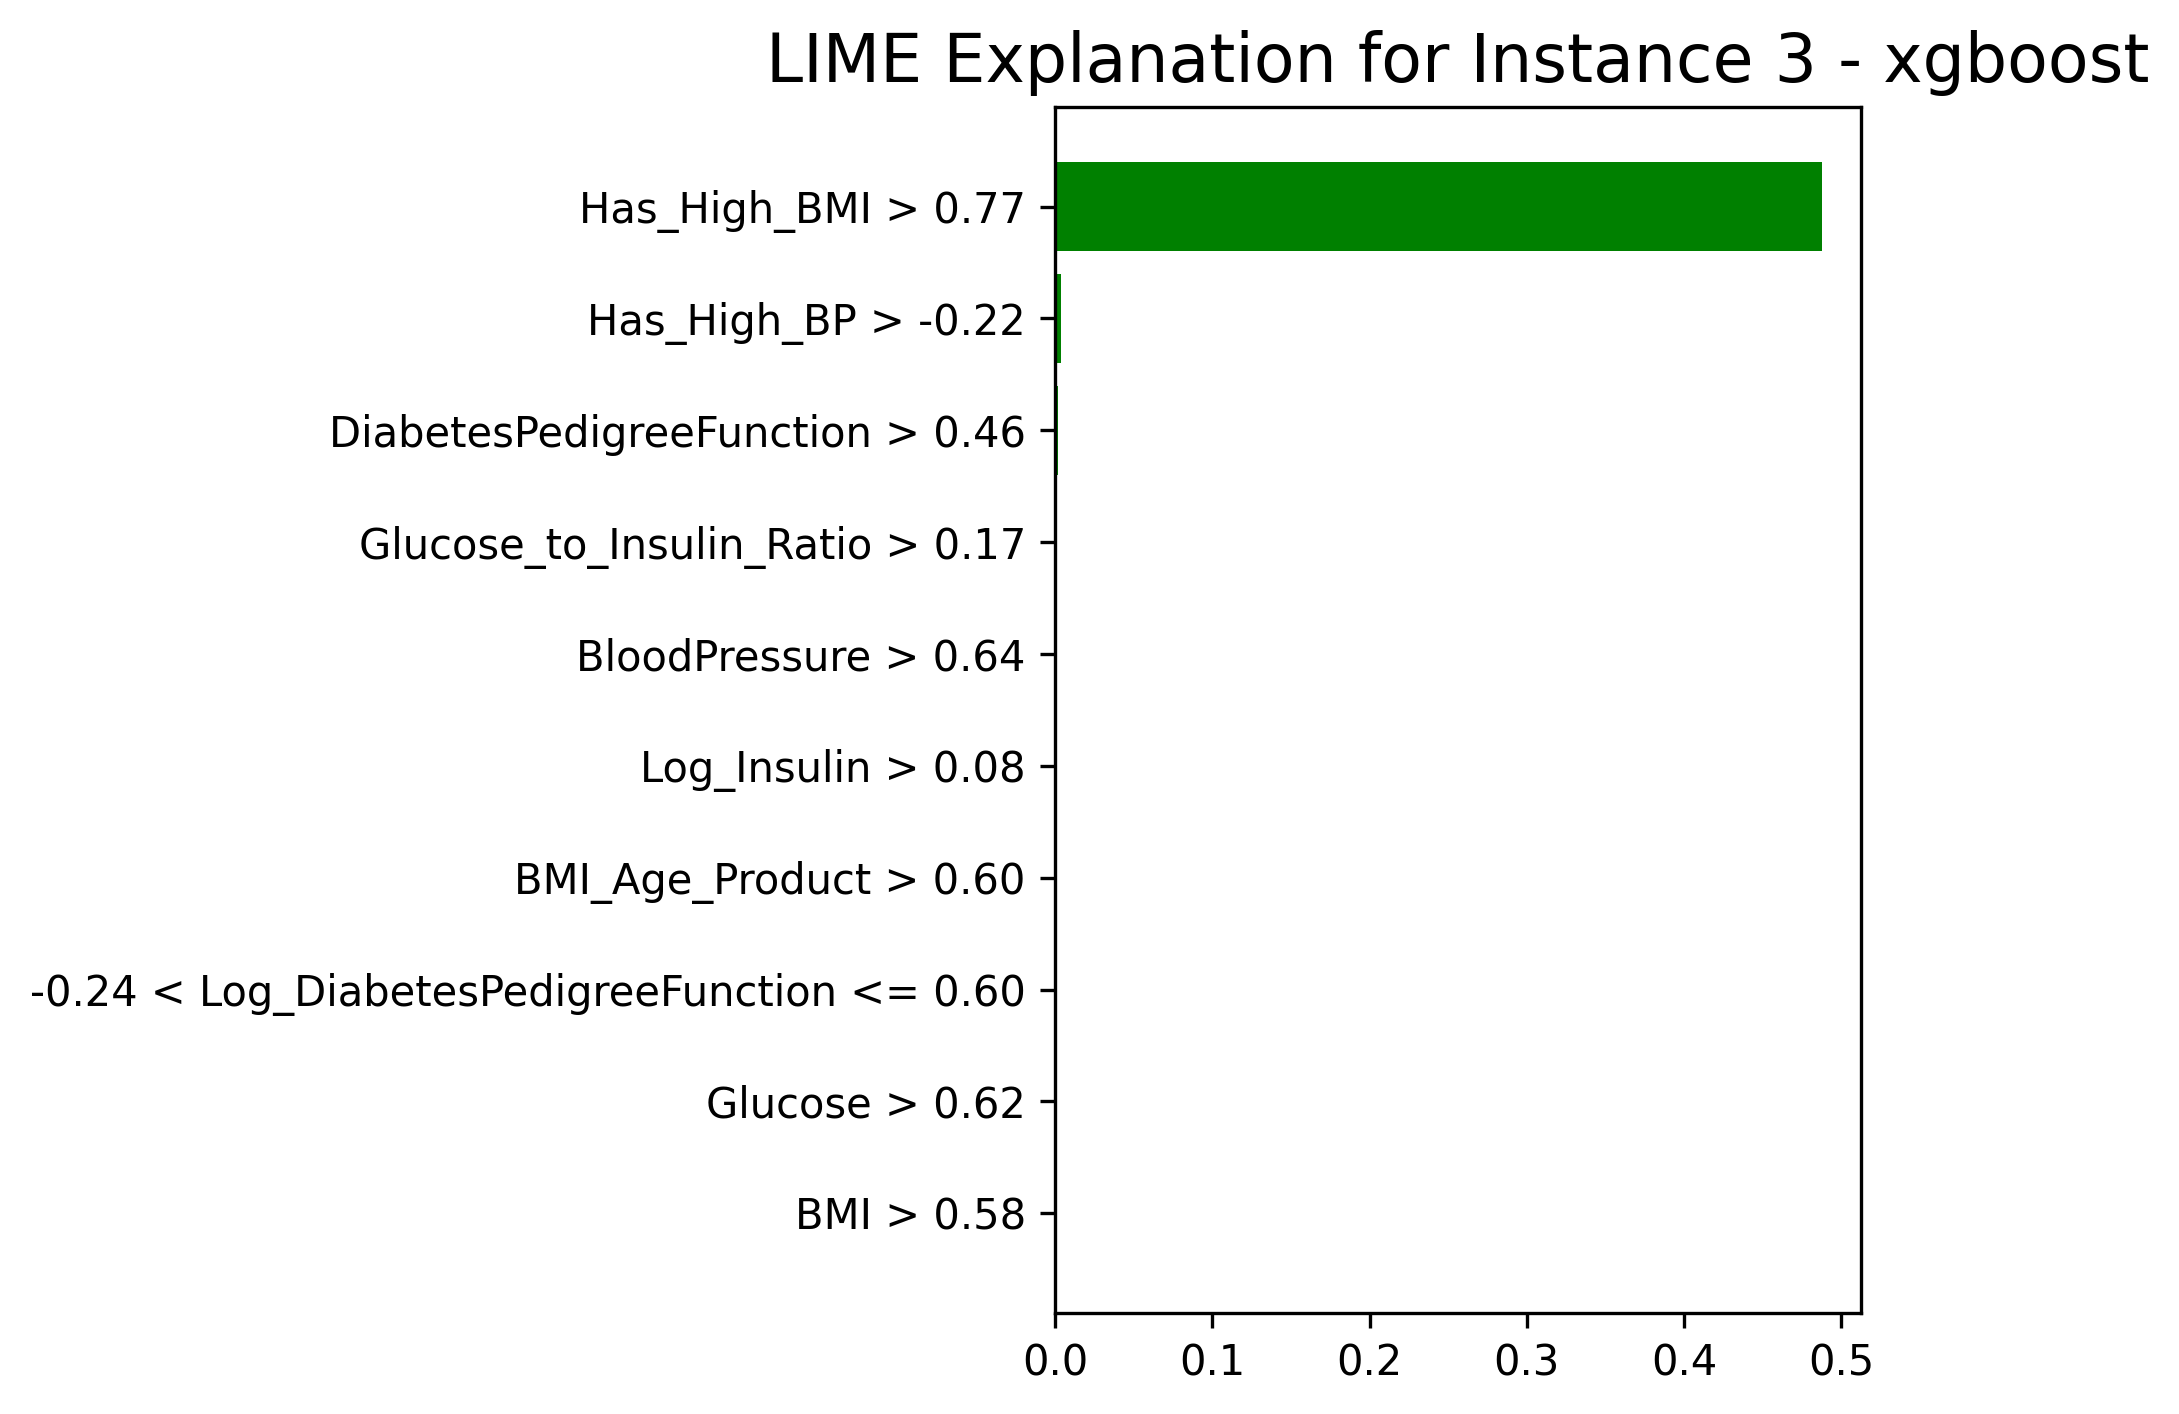 LIME Explanation for Instance 3 - xgboost
Has_High_BMI > 0.77
Has_High_BP > -0.22
DiabetesPedigreeFunction > 0.46
Glucose_to_Insulin_Ratio > 0.17
BloodPressure > 0.64
Log_Insulin > 0.08
BMI_Age_Product > 0.60
-0.24 < Log_DiabetesPedigreeFunction <= 0.60
Glucose > 0.62
BMI > 0.58
0.0 0.1 0.2 0.3 0.4 0.5